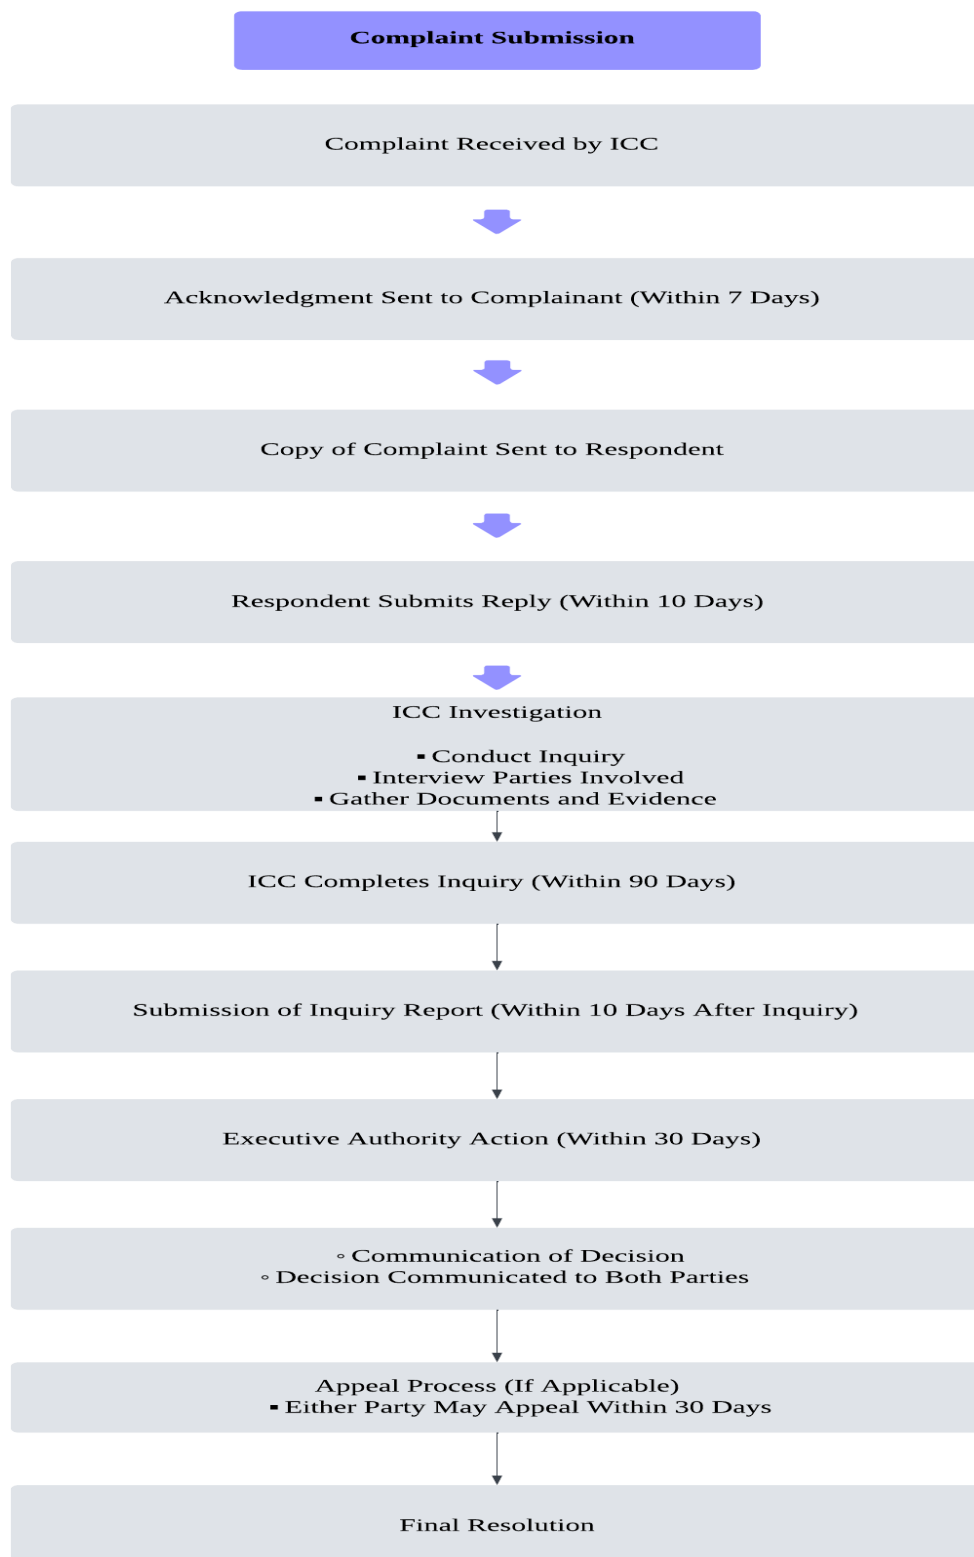 Complaint Submission
Complaint Received by ICC
Acknowledgment Sent to Complainant (Within 7 Days)
Copy of Complaint Sent to Respondent
Respondent Submits Reply (Within 10 Days)
ICC Investigation
▪ Conduct Inquiry
▪ Interview Parties Involved
▪ Gather Documents and Evidence
ICC Completes Inquiry (Within 90 Days)
Submission of Inquiry Report (Within 10 Days After Inquiry)
Executive Authority Action (Within 30 Days)
◦ Communication of Decision
◦ Decision Communicated to Both Parties
Appeal Process (If Applicable)
▪ Either Party May Appeal Within 30 Days
Final Resolution